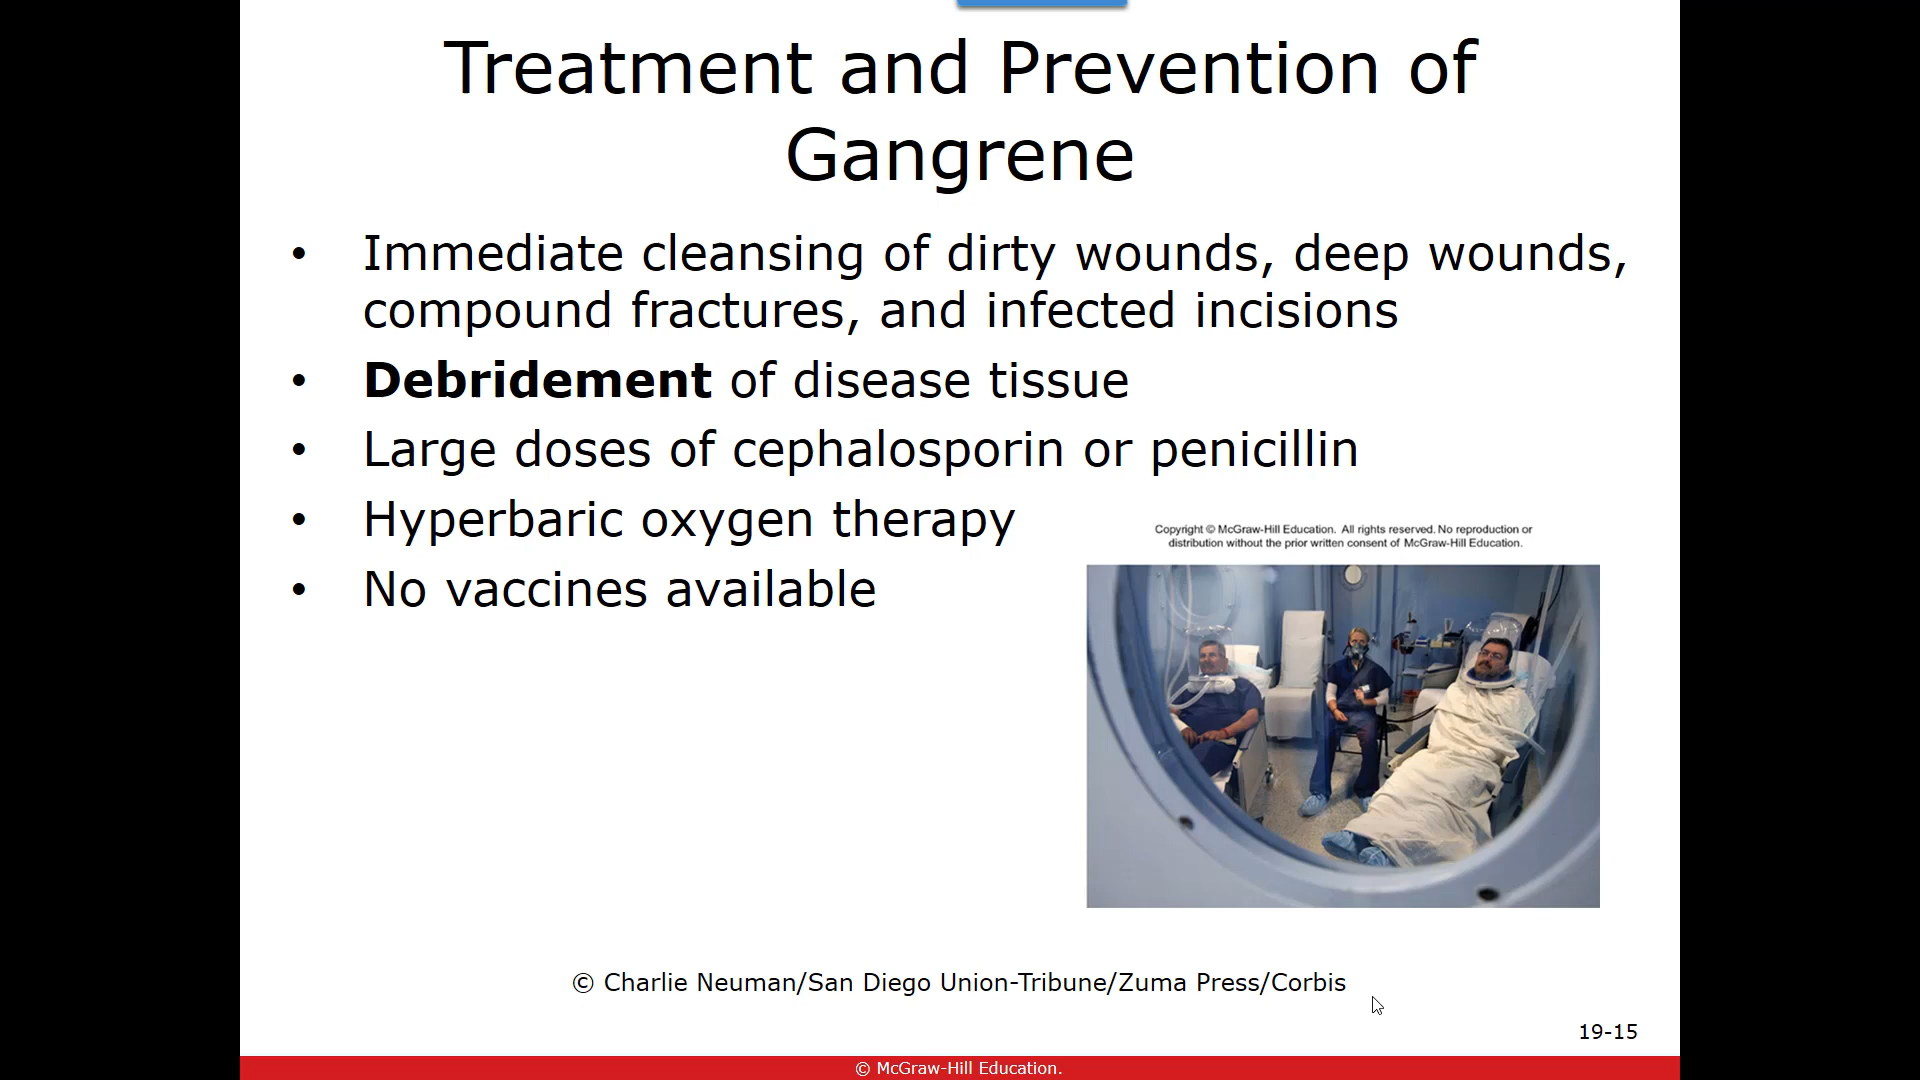 Treatment and Prevention of
Gangrene
• Immediate cleansing of dirty wounds, deep wounds,
compound fractures, and infected incisions
• Debridement of disease tissue
• Large doses of cephalosporin or penicillin
• Hyperbaric oxygen therapy
• No vaccines available
Copyright © McGraw-Hill Education. All rights reserved. No reproduction or
distribution without the prior written consent of McGraw-Hill Education.
© Charlie Neuman/San Diego Union-Tribune/Zuma Press/Corbis
19-15
© McGraw-Hill Education.